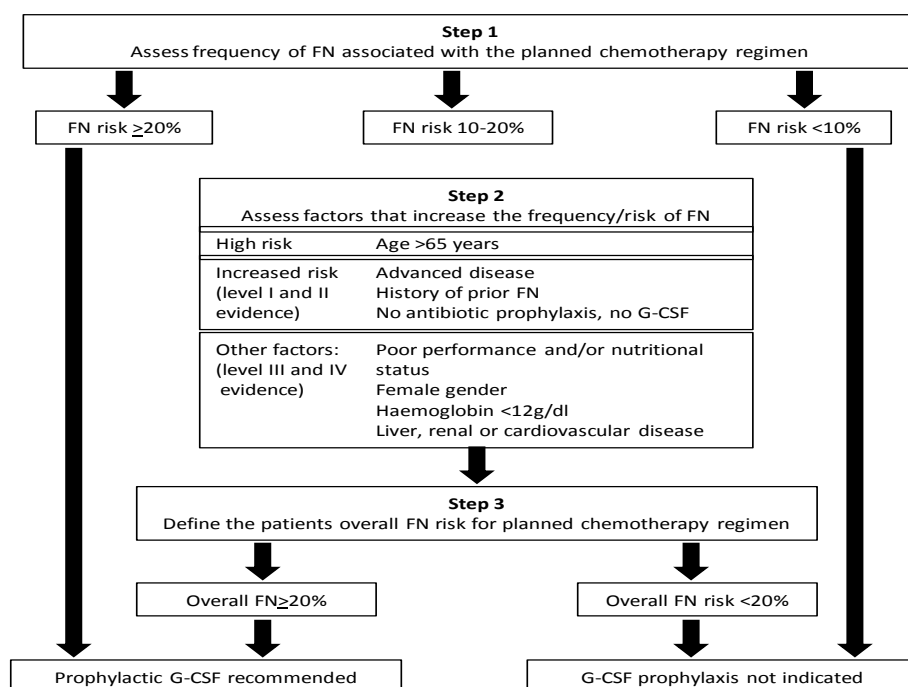 Step 1
Assess frequency of FN associated with the planned chemotherapy regimen
FN risk ≥20%
FN risk 10-20%
FN risk <10%
Step 2
Assess factors that increase the frequency/risk of FN
High risk Age >65 years
Increased risk Advanced disease
(level I and II History of prior FN
evidence) No antibiotic prophylaxis, no G-CSF
Other factors: Poor performance and/or nutritional
(level III and IV status
evidence) Female gender
Haemoglobin <12g/dl
Liver, renal or cardiovascular disease
Step 3
Define the patients overall FN risk for planned chemotherapy regimen
Overall FN≥20%
Overall FN risk <20%
Prophylactic G-CSF recommended
G-CSF prophylaxis not indicated